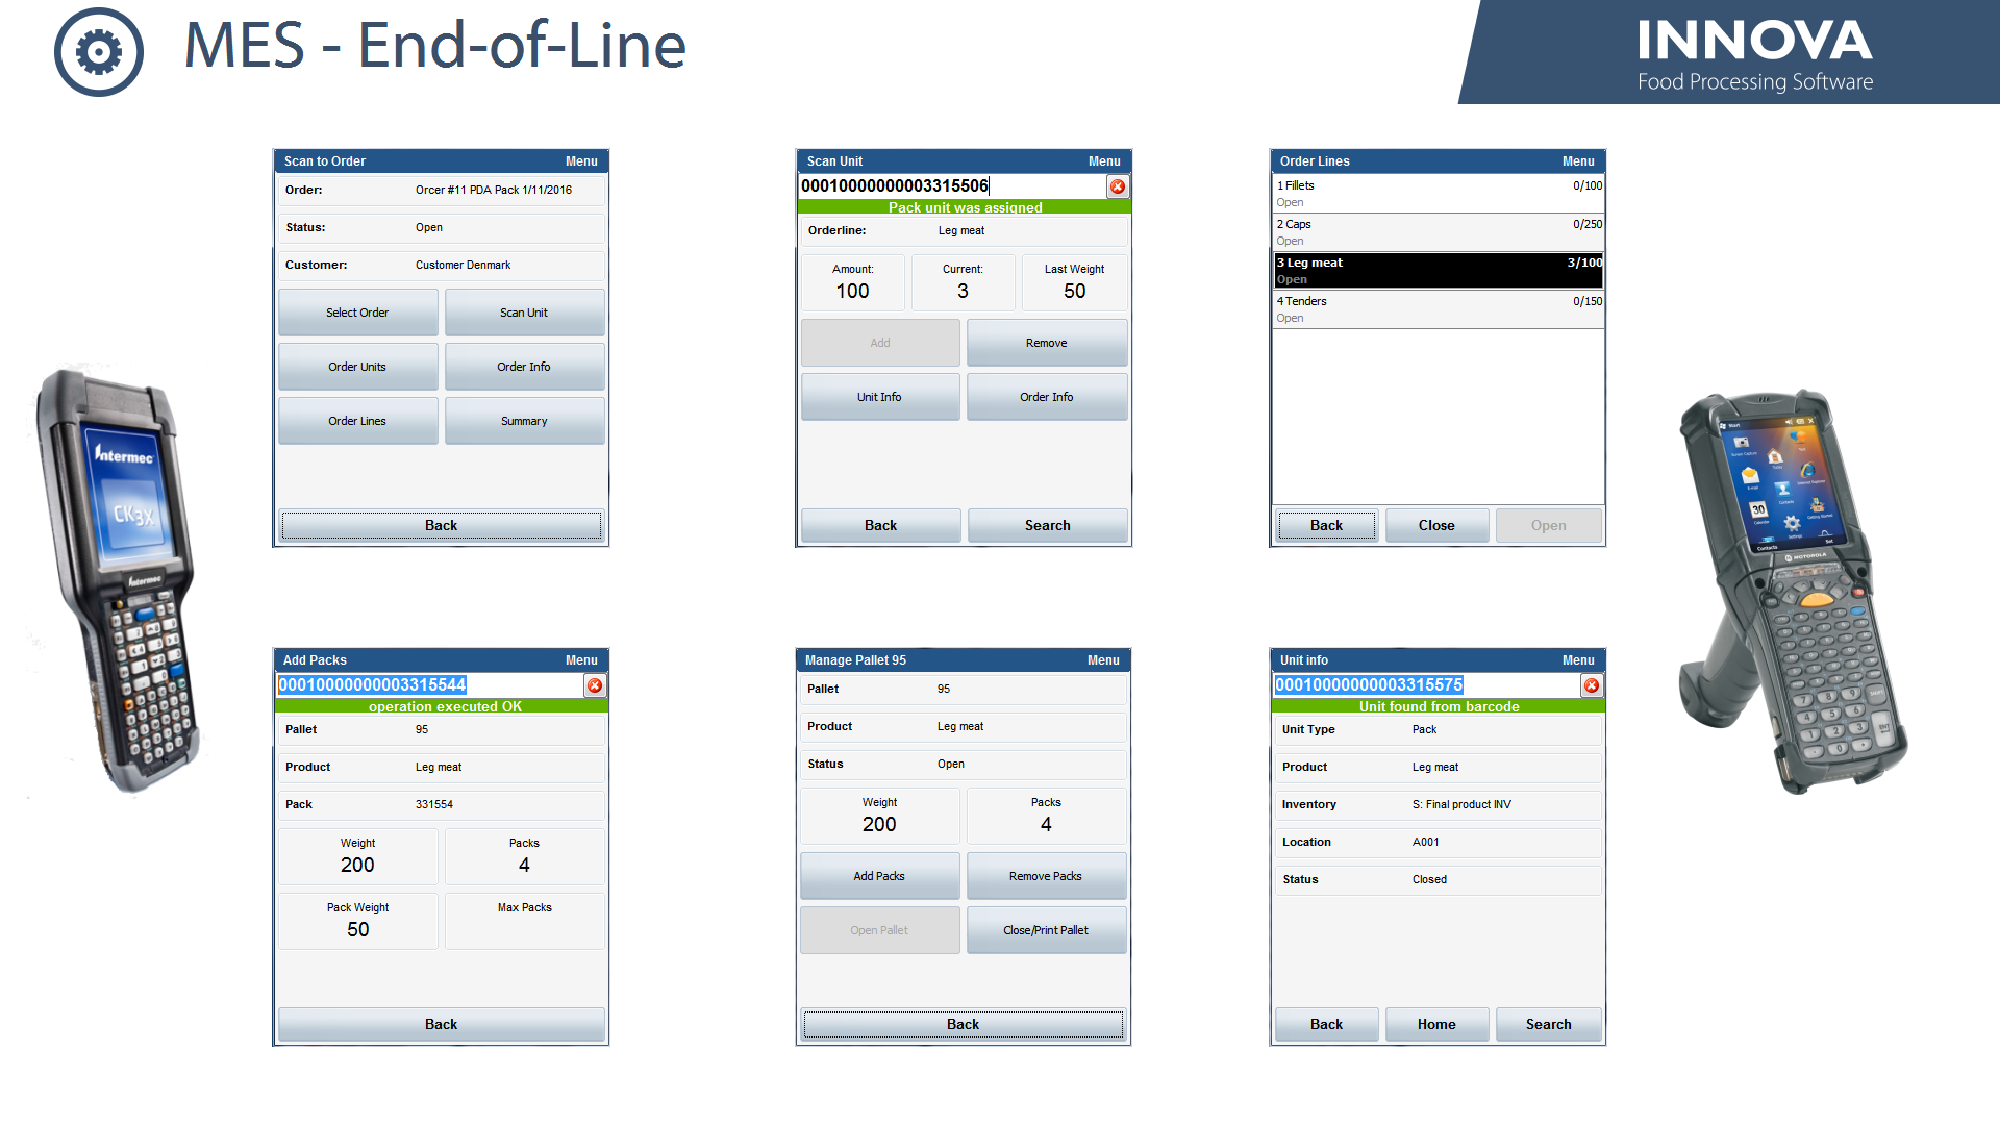 MES - End-of-Line
INNOVA
Food Processing Software
Scan to Order Menu
Order: Orcer #11 PDA Pack 1/11/2016
Status: Open
Customer: Customer Denmark
Select Order Scan Unit
Order Units Order Info
Order Lines Summary
Back
Scan Unit Menu
00010000000003315506
Pack unit was assigned
Orderline: Leg meat
Amount: Current: Last Weight
100 3 50
Add Remove
Unit Info Order Info
Back Search
Order Lines Menu
1 Fillets 0/100
Open
2 Caps 0/250
Open
3 Leg meat 3/100
Open
4 Tenders 0/150
Open
Back Close Open
Intermec
CK3X
Intermec
Start
Contacts
30
Calendar
Settings
Contacts
MOTOROLA
Add Packs Menu
00010000000003315544
operation executed OK
Pallet 95
Product Leg meat
Pack 331554
Weight Packs
200 4
Pack Weight Max Packs
50
Back
Manage Pallet 95 Menu
Pallet 95
Product Leg meat
Status Open
Weight Packs
200 4
Add Packs Remove Packs
Open Pallet Close/Print Pallet
Back
Unit info Menu
00010000000003315575
Unit found from barcode
Unit Type Pack
Product Leg meat
Inventory S: Final product INV
Location A001
Status Closed
Back Home Search